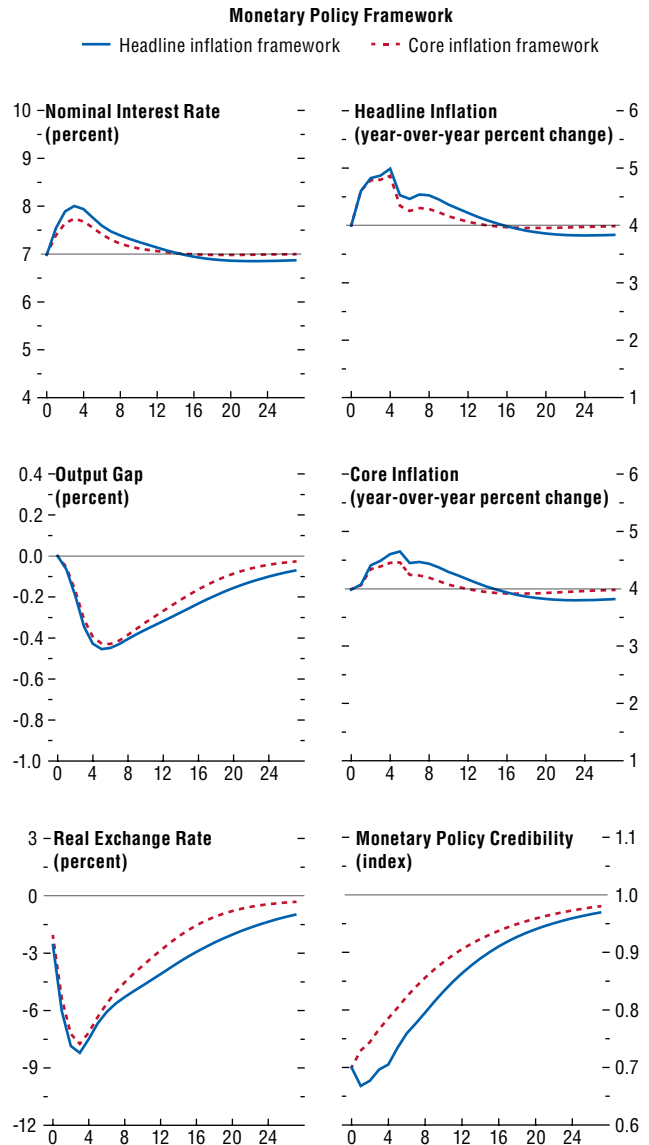 Monetary Policy Framework
Headline inflation framework Core inflation framework
Nominal Interest Rate
(percent)
10
9
8
7
6
5
4
0 4 8 12 16 20 24
Headline Inflation
(year-over-year percent change)
6
5
4
3
2
1
0 4 8 12 16 20 24
Output Gap
(percent)
0.4
0.2
0.0
-0.2
-0.4
-0.6
-0.8
-1.0
0 4 8 12 16 20 24
Core Inflation
(year-over-year percent change)
6
5
4
3
2
1
0 4 8 12 16 20 24
Real Exchange Rate
(percent)
3
0
-3
-6
-9
-12
0 4 8 12 16 20 24
Monetary Policy Credibility
(index)
1.1
1.0
0.9
0.8
0.7
0.6
0 4 8 12 16 20 24